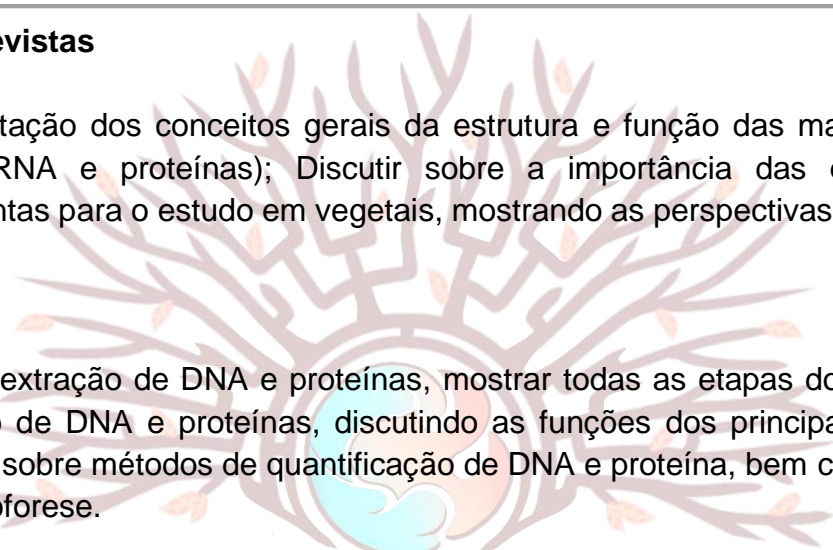 evistas
tação dos conceitos gerais da estrutura e função das ma
RNA e proteínas); Discutir sobre a importância das
ntas para o estudo em vegetais, mostrando as perspectivas
extração de DNA e proteínas, mostrar todas as etapas do
o de DNA e proteínas, discutindo as funções dos principa
sobre métodos de quantificação de DNA e proteína, bem c
oforese.